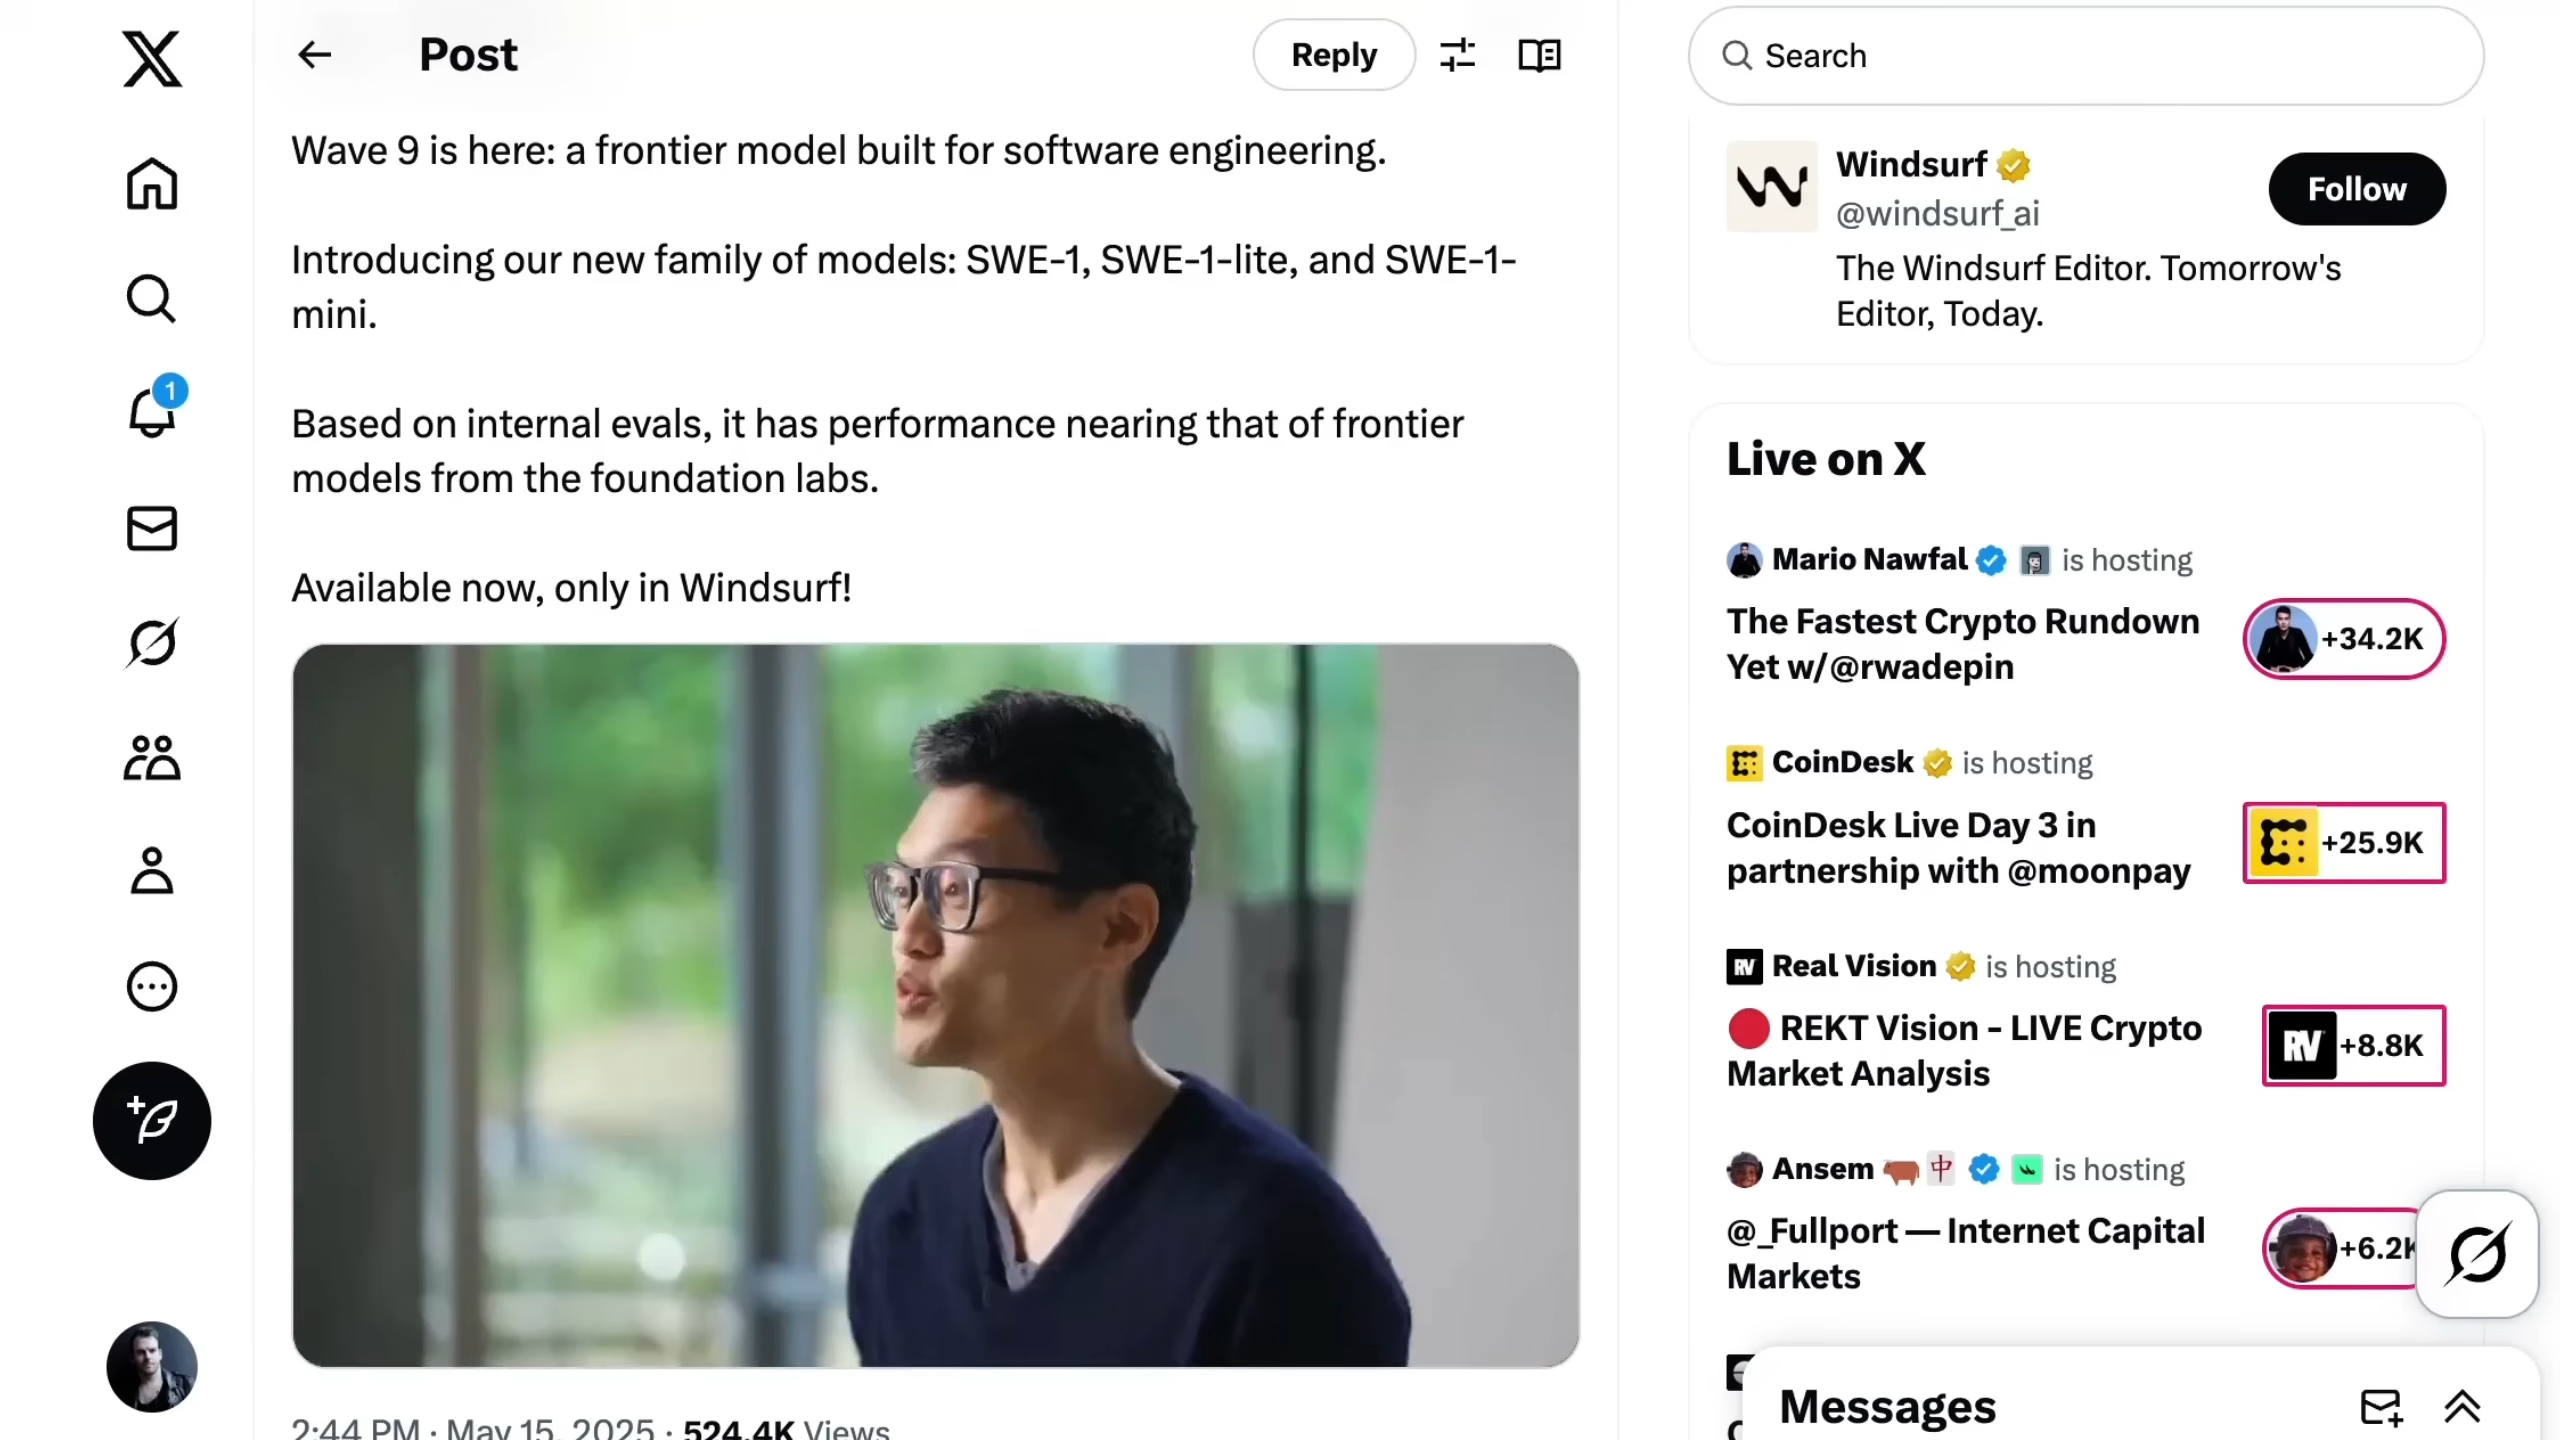 Post
Reply
Wave 9 is here: a frontier model built for software engineering.
Introducing our new family of models: SWE-1, SWE-1-lite, and SWE-1-
mini.
Based on internal evals, it has performance nearing that of frontier
models from the foundation labs.
Available now, only in Windsurf!
2:44 PM · May 15, 2025 · 524.4K Views
1
Search
Windsurf
@windsurf_ai
Follow
The Windsurf Editor. Tomorrow's
Editor, Today.
Live on X
Mario Nawfal is hosting
The Fastest Crypto Rundown
Yet w/@rwadepin
+34.2K
CoinDesk is hosting
CoinDesk Live Day 3 in
partnership with @moonpay
+25.9K
RV Real Vision is hosting
🔴 REKT Vision - LIVE Crypto
Market Analysis
RV +8.8K
Ansem 🐂🀄 is hosting
@_Fullport — Internet Capital
Markets
+6.2K
Messages